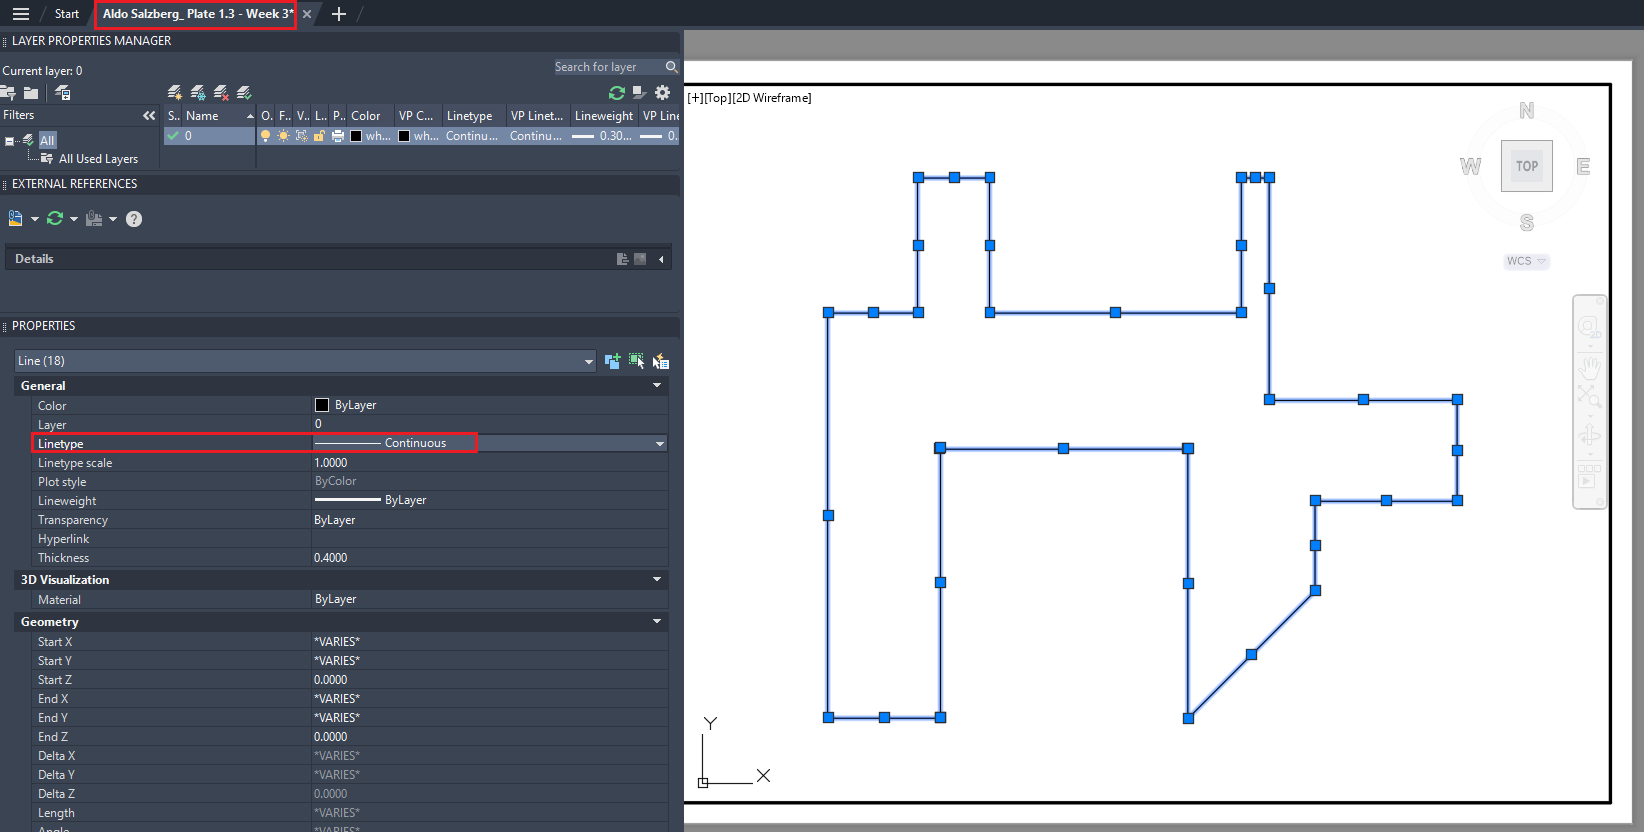 Start
Aldo Salzberg_ Plate 1.3 - Week 3*
LAYER PROPERTIES MANAGER
Current layer: 0
Search for layer
Filters
S.. Name O. F.. V.. L.. P.. Color VP C... Linetype VP Linet... Lineweight VP Line
All
0 wh... wh... Continu... Continu... 0.30... 0.
All Used Layers
EXTERNAL REFERENCES
Details
PROPERTIES
Line (18)
General
Color ByLayer
Layer 0
Linetype Continuous
Linetype scale 1.0000
Plot style ByColor
Lineweight ByLayer
Transparency ByLayer
Hyperlink
Thickness 0.4000
3D Visualization
Material ByLayer
Geometry
Start X *VARIES*
Start Y *VARIES*
Start Z 0.0000
End X *VARIES*
End Y *VARIES*
End Z 0.0000
Delta X *VARIES*
Delta Y *VARIES*
Delta Z 0.0000
Length *VARIES*
Angle *VARIES*
[+][Top][2D Wireframe]
N
W TOP E
S
WCS
2D
Y
X